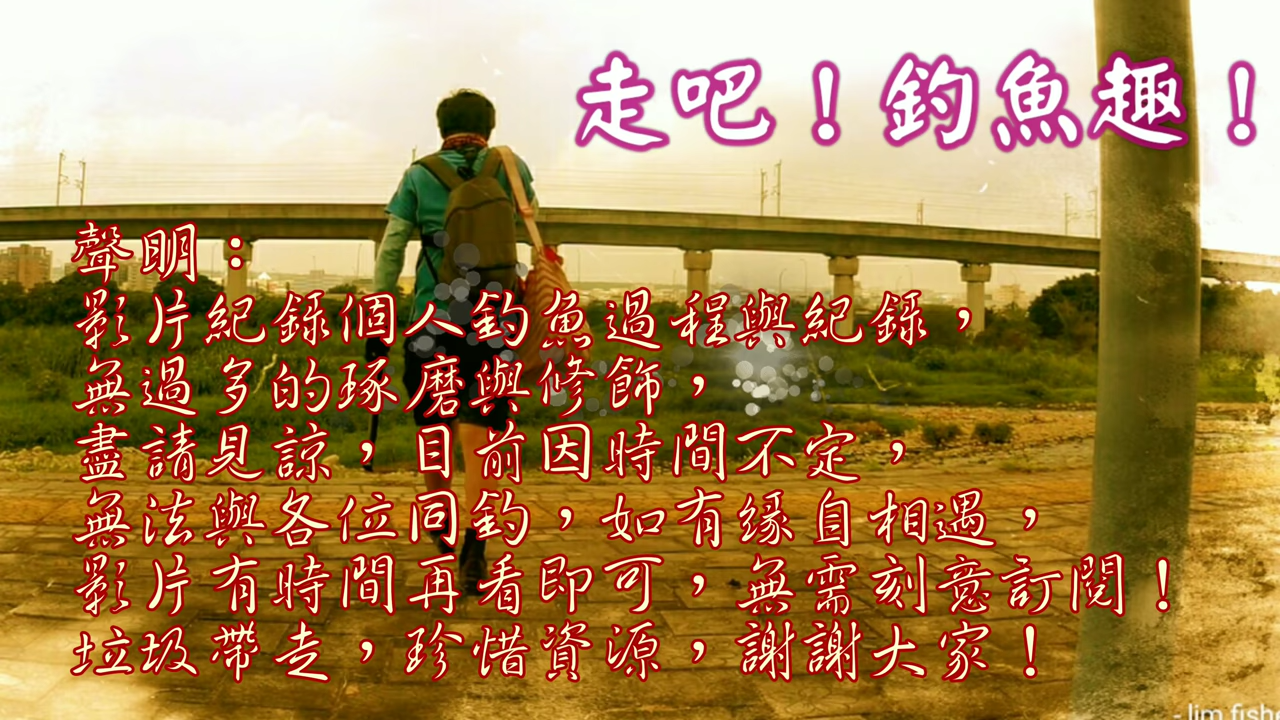 走吧！釣魚趣！
聲明：
影片紀錄個人釣魚過程與紀錄，
無過多的琢磨與修飾，
盡請見諒，目前因時間不定，
無法與各位同釣，如有緣自相遇，
影片有時間再看即可，無需刻意訂閱！
垃圾帶走，珍惜資源，謝謝大家！
lim fishe